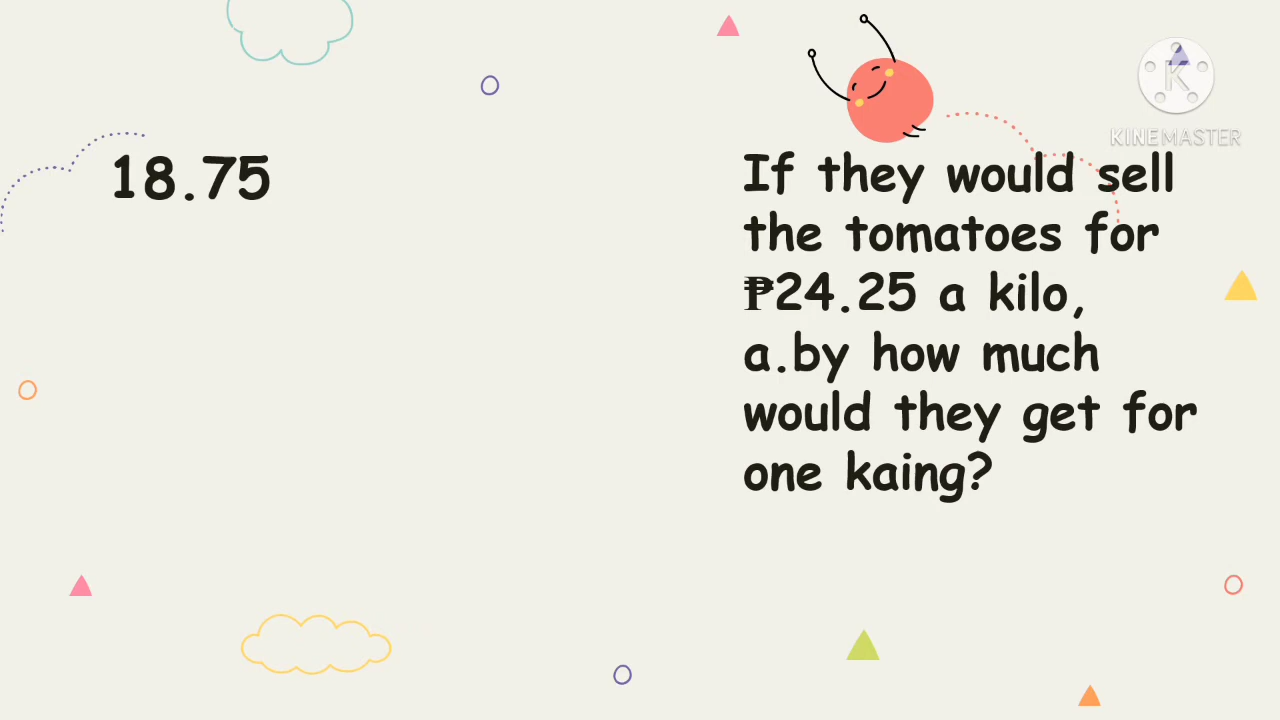 KINEMASTER
18.75
If they would sell
the tomatoes for
₱24.25 a kilo,
a.by how much
would they get for
one kaing?